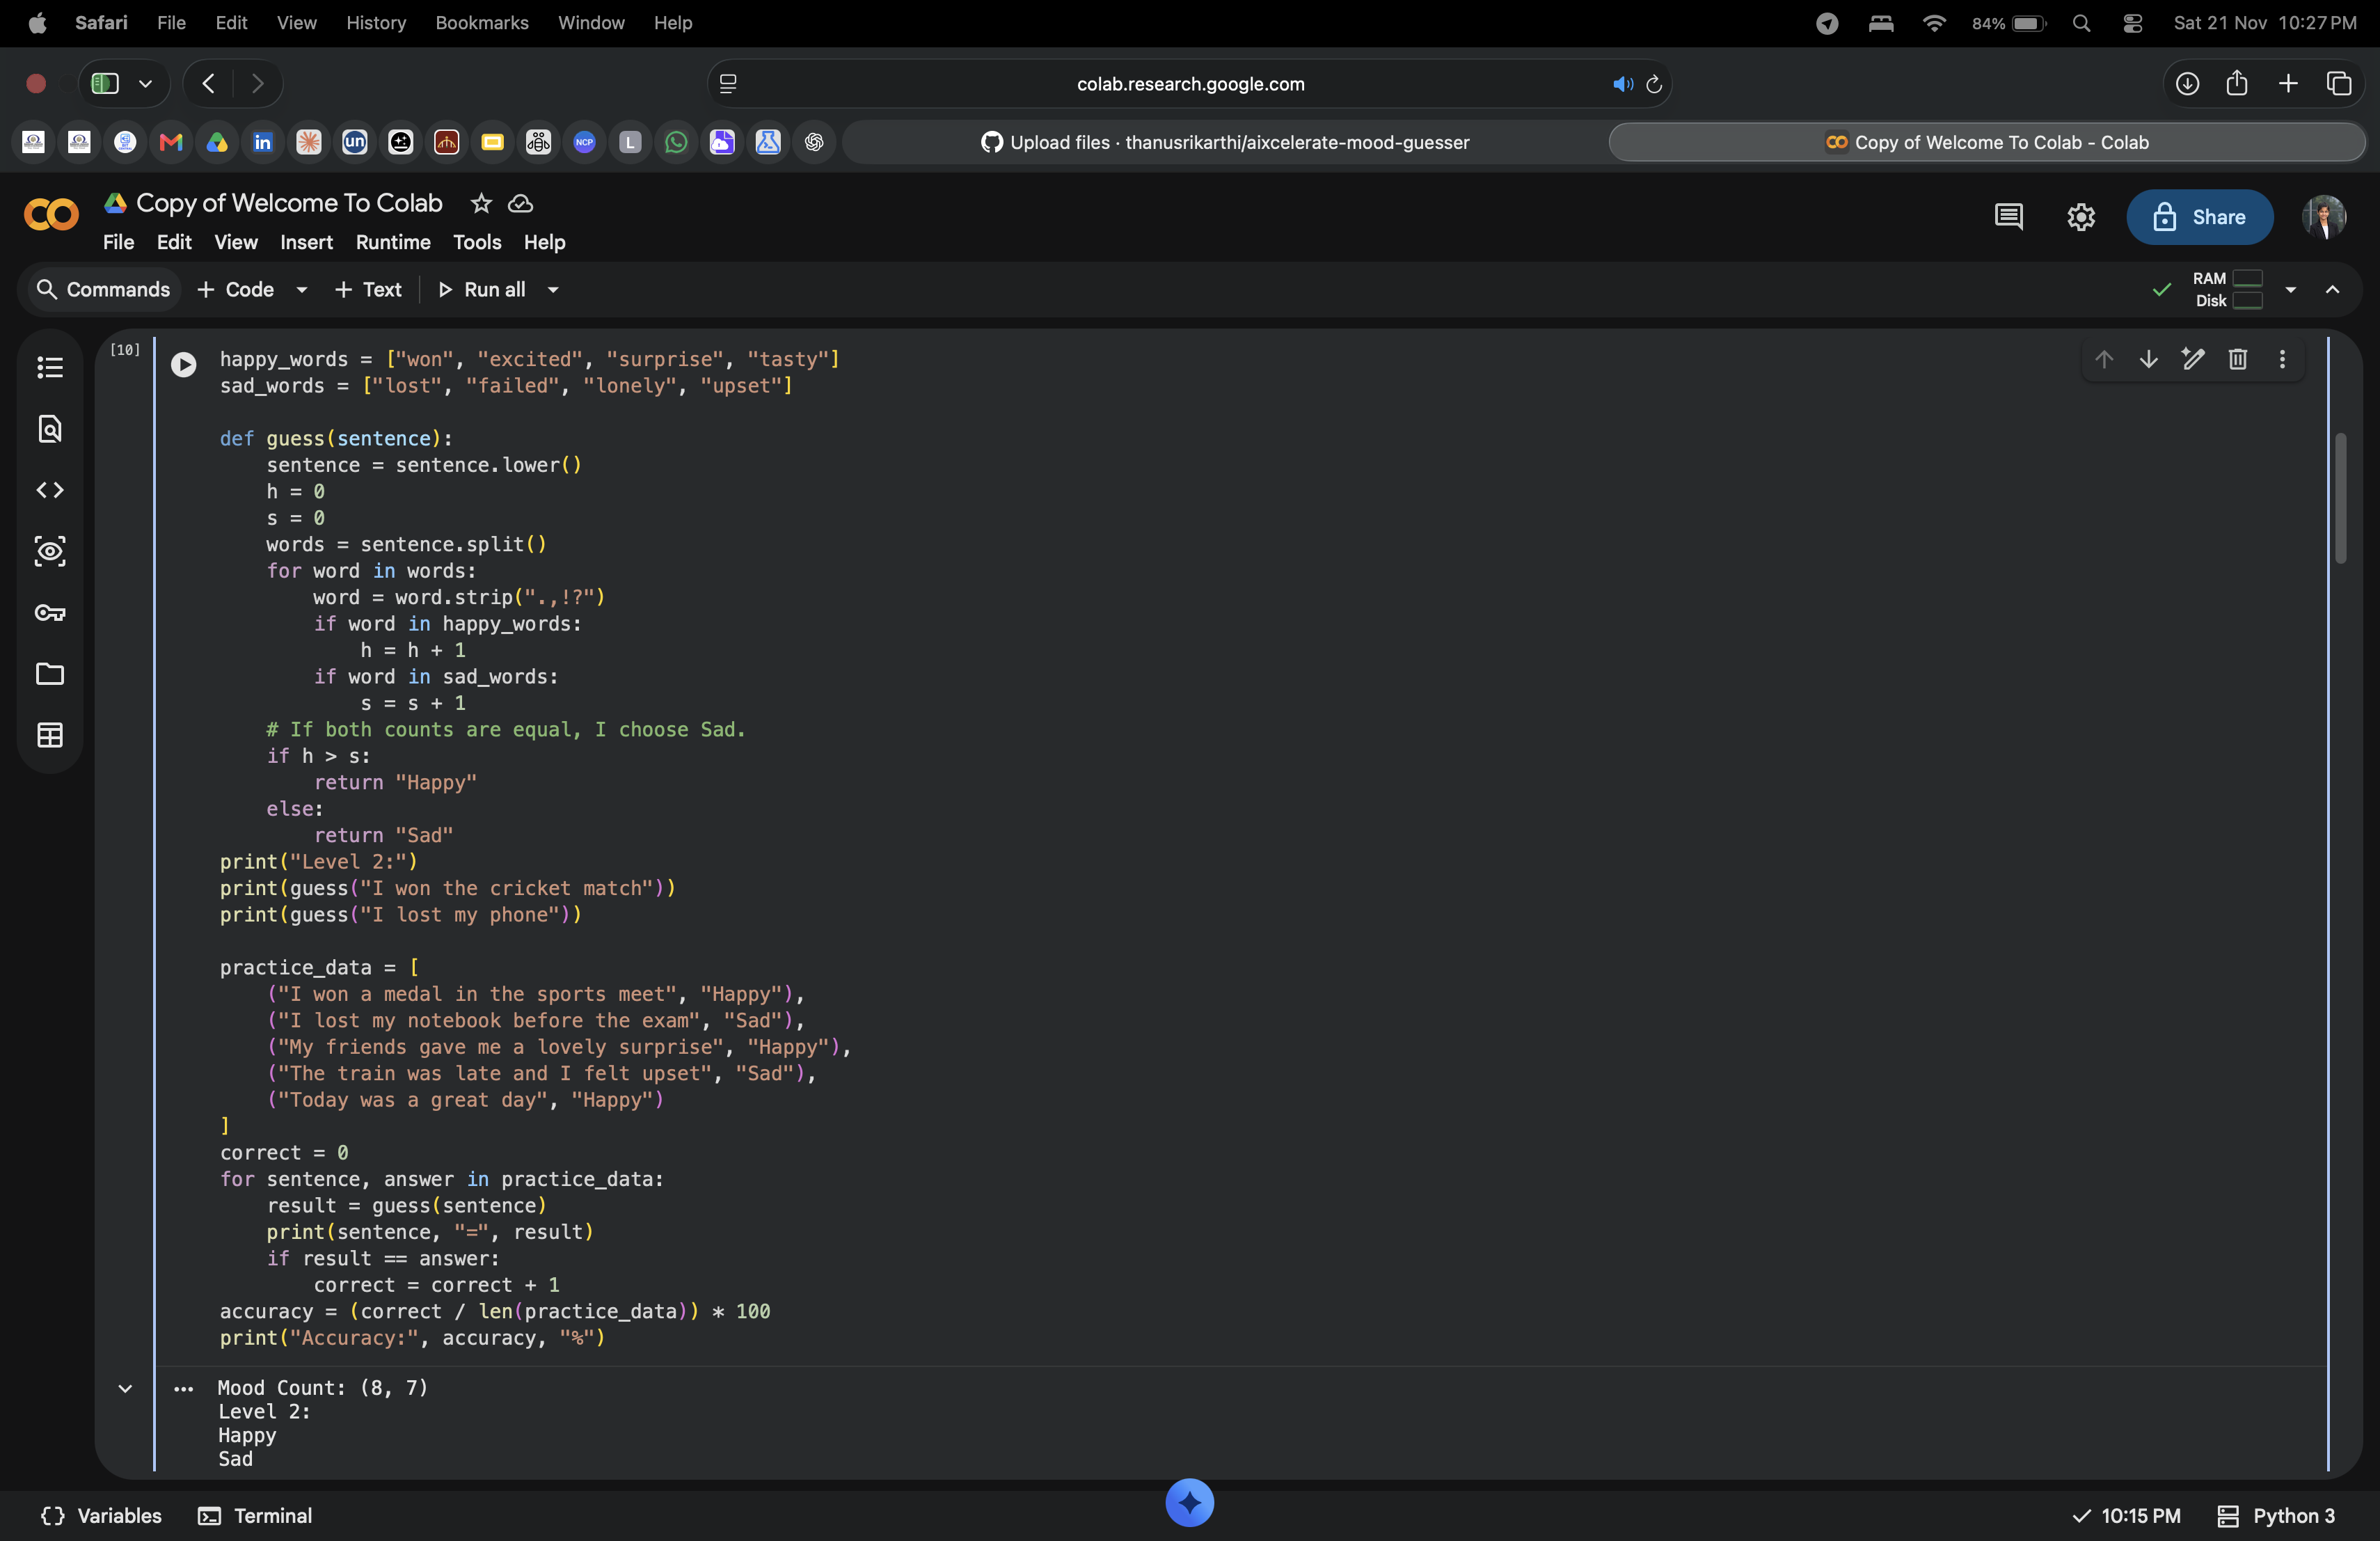 Safari File Edit View History Bookmarks Window Help 84% Sat 21 Nov 10:27 PM
colab.research.google.com
un NCP L Upload files · thanusrikarthi/aixcelerate-mood-guesser Copy of Welcome To Colab - Colab
Copy of Welcome To Colab
File Edit View Insert Runtime Tools Help
Share
Commands + Code + Text Run all
RAM
Disk
[10]
happy_words = ["won", "excited", "surprise", "tasty"]
sad_words = ["lost", "failed", "lonely", "upset"]
def guess(sentence):
    sentence = sentence.lower()
    h = 0
    s = 0
    words = sentence.split()
    for word in words:
        word = word.strip(".,!?")
        if word in happy_words:
            h = h + 1
        if word in sad_words:
            s = s + 1
    # If both counts are equal, I choose Sad.
    if h > s:
        return "Happy"
    else:
        return "Sad"
print("Level 2:")
print(guess("I won the cricket match"))
print(guess("I lost my phone"))
practice_data = [
    ("I won a medal in the sports meet", "Happy"),
    ("I lost my notebook before the exam", "Sad"),
    ("My friends gave me a lovely surprise", "Happy"),
    ("The train was late and I felt upset", "Sad"),
    ("Today was a great day", "Happy")
]
correct = 0
for sentence, answer in practice_data:
    result = guess(sentence)
    print(sentence, "=", result)
    if result == answer:
        correct = correct + 1
accuracy = (correct / len(practice_data)) * 100
print("Accuracy:", accuracy, "%")
Mood Count: (8, 7)
Level 2:
Happy
Sad
{} Variables Terminal 10:15 PM Python 3